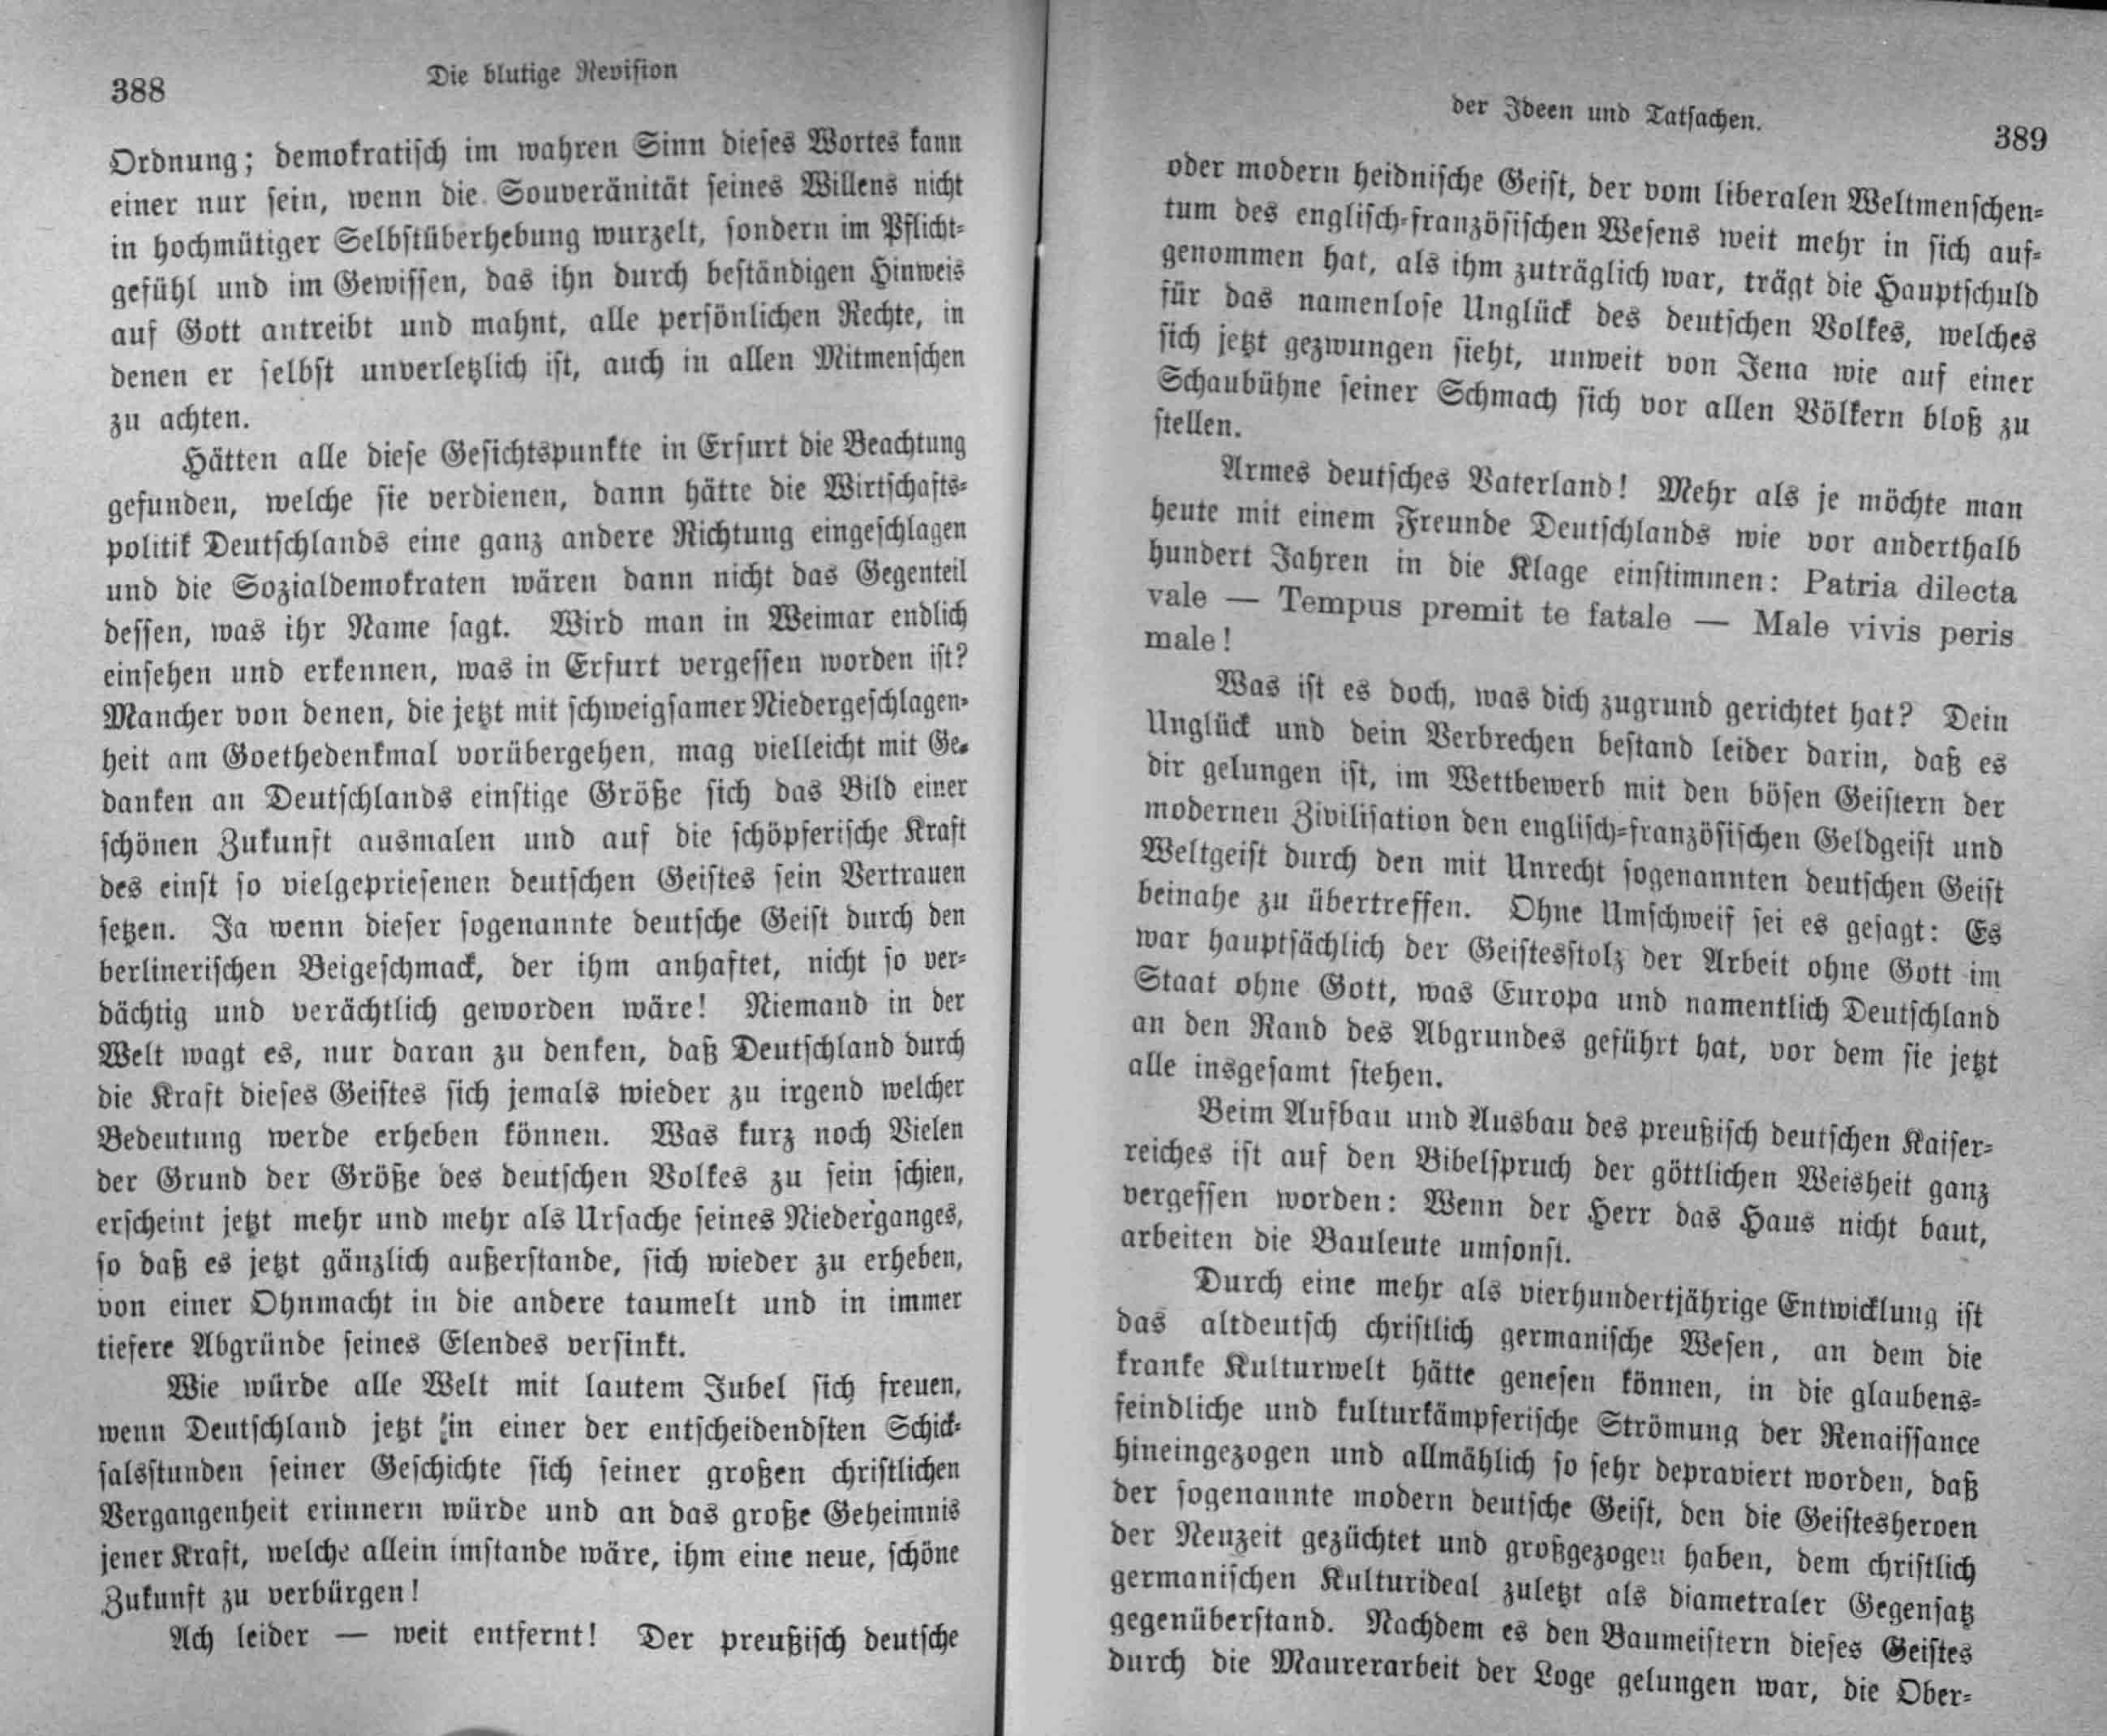 388
Die blutige Revision
Ordnung; demokratisch im wahren Sinn dieses Wortes kann
einer nur sein, wenn die Souveränität seines Willens nicht
in hochmütiger Selbstüberhebung wurzelt, sondern im Pflicht-
gefühl und im Gewissen, das ihn durch beständigen Hinweis
auf Gott antreibt und mahnt, alle persönlichen Rechte, in
denen er selbst unverletzlich ist, auch in allen Mitmenschen
zu achten.
Hätten alle diese Gesichtspunkte in Erfurt die Beachtung
gefunden, welche sie verdienen, dann hätte die Wirtschafts-
politik Deutschlands eine ganz andere Richtung eingeschlagen
und die Sozialdemokraten wären dann nicht das Gegenteil
dessen, was ihr Name sagt. Wird man in Weimar endlich
einsehen und erkennen, was in Erfurt vergessen worden ist?
Mancher von denen, die jetzt mit schweigsamer Niedergeschlagen-
heit am Goethedenkmal vorübergehen, mag vielleicht mit Ge-
danken an Deutschlands einstige Größe sich das Bild einer
schönen Zukunft ausmalen und auf die schöpferische Kraft
des einst so vielgepriesenen deutschen Geistes sein Vertrauen
setzen. Ja wenn dieser sogenannte deutsche Geist durch den
berlinerischen Beigeschmack, der ihm anhaftet, nicht so ver-
dächtig und verächtlich geworden wäre! Niemand in der
Welt wagt es, nur daran zu denken, daß Deutschland durch
die Kraft dieses Geistes sich jemals wieder zu irgend welcher
Bedeutung werde erheben können. Was kurz noch Vielen
der Grund der Größe des deutschen Volkes zu sein schien,
erscheint jetzt mehr und mehr als Ursache seines Niederganges,
so daß es jetzt gänzlich außerstande, sich wieder zu erheben,
von einer Ohnmacht in die andere taumelt und in immer
tiefere Abgründe seines Elendes versinkt.
Wie würde alle Welt mit lautem Jubel sich freuen,
wenn Deutschland jetzt in einer der entscheidendsten Schick-
salsstunden seiner Geschichte sich seiner großen christlichen
Vergangenheit erinnern würde und an das große Geheimnis
jener Kraft, welche allein imstande wäre, ihm eine neue, schöne
Zukunft zu verbürgen!
Ach leider — weit entfernt! Der preußisch deutsche
der Ideen und Tatsachen.
389
oder modern heidnische Geist, der vom liberalen Weltmenschen-
tum des englisch-französischen Wesens weit mehr in sich auf-
genommen hat, als ihm zuträglich war, trägt die Hauptschuld
für das namenlose Unglück des deutschen Volkes, welches
sich jetzt gezwungen sieht, unweit von Jena wie auf einer
Schaubühne seiner Schmach sich vor allen Völkern bloß zu
stellen.
Armes deutsches Vaterland! Mehr als je möchte man
heute mit einem Freunde Deutschlands wie vor anderthalb
hundert Jahren in die Klage einstimmen: Patria dilecta
vale — Tempus premit te fatale — Male vivis peris
male!
Was ist es doch, was dich zugrund gerichtet hat? Dein
Unglück und dein Verbrechen bestand leider darin, daß es
dir gelungen ist, im Wettbewerb mit den bösen Geistern der
modernen Zivilisation den englisch-französischen Geldgeist und
Weltgeist durch den mit Unrecht sogenannten deutschen Geist
beinahe zu übertreffen. Ohne Umschweif sei es gesagt: Es
war hauptsächlich der Geistesstolz der Arbeit ohne Gott im
Staat ohne Gott, was Europa und namentlich Deutschland
an den Rand des Abgrundes geführt hat, vor dem sie jetzt
alle insgesamt stehen.
Beim Aufbau und Ausbau des preußisch deutschen Kaiser-
reiches ist auf den Bibelspruch der göttlichen Weisheit ganz
vergessen worden: Wenn der Herr das Haus nicht baut,
arbeiten die Bauleute umsonst.
Durch eine mehr als vierhundertjährige Entwicklung ist
das altdeutsch christlich germanische Wesen, an dem die
kranke Kulturwelt hätte genesen können, in die glaubens-
feindliche und kulturkämpferische Strömung der Renaissance
hineingezogen und allmählich so sehr depraviert worden, daß
der sogenannte modern deutsche Geist, den die Geistesheroen
der Neuzeit gezüchtet und großgezogen haben, dem christlich
germanischen Kulturideal zuletzt als diametraler Gegensatz
gegenüberstand. Nachdem es den Baumeistern dieses Geistes
durch die Maurerarbeit der Loge gelungen war, die Ober-